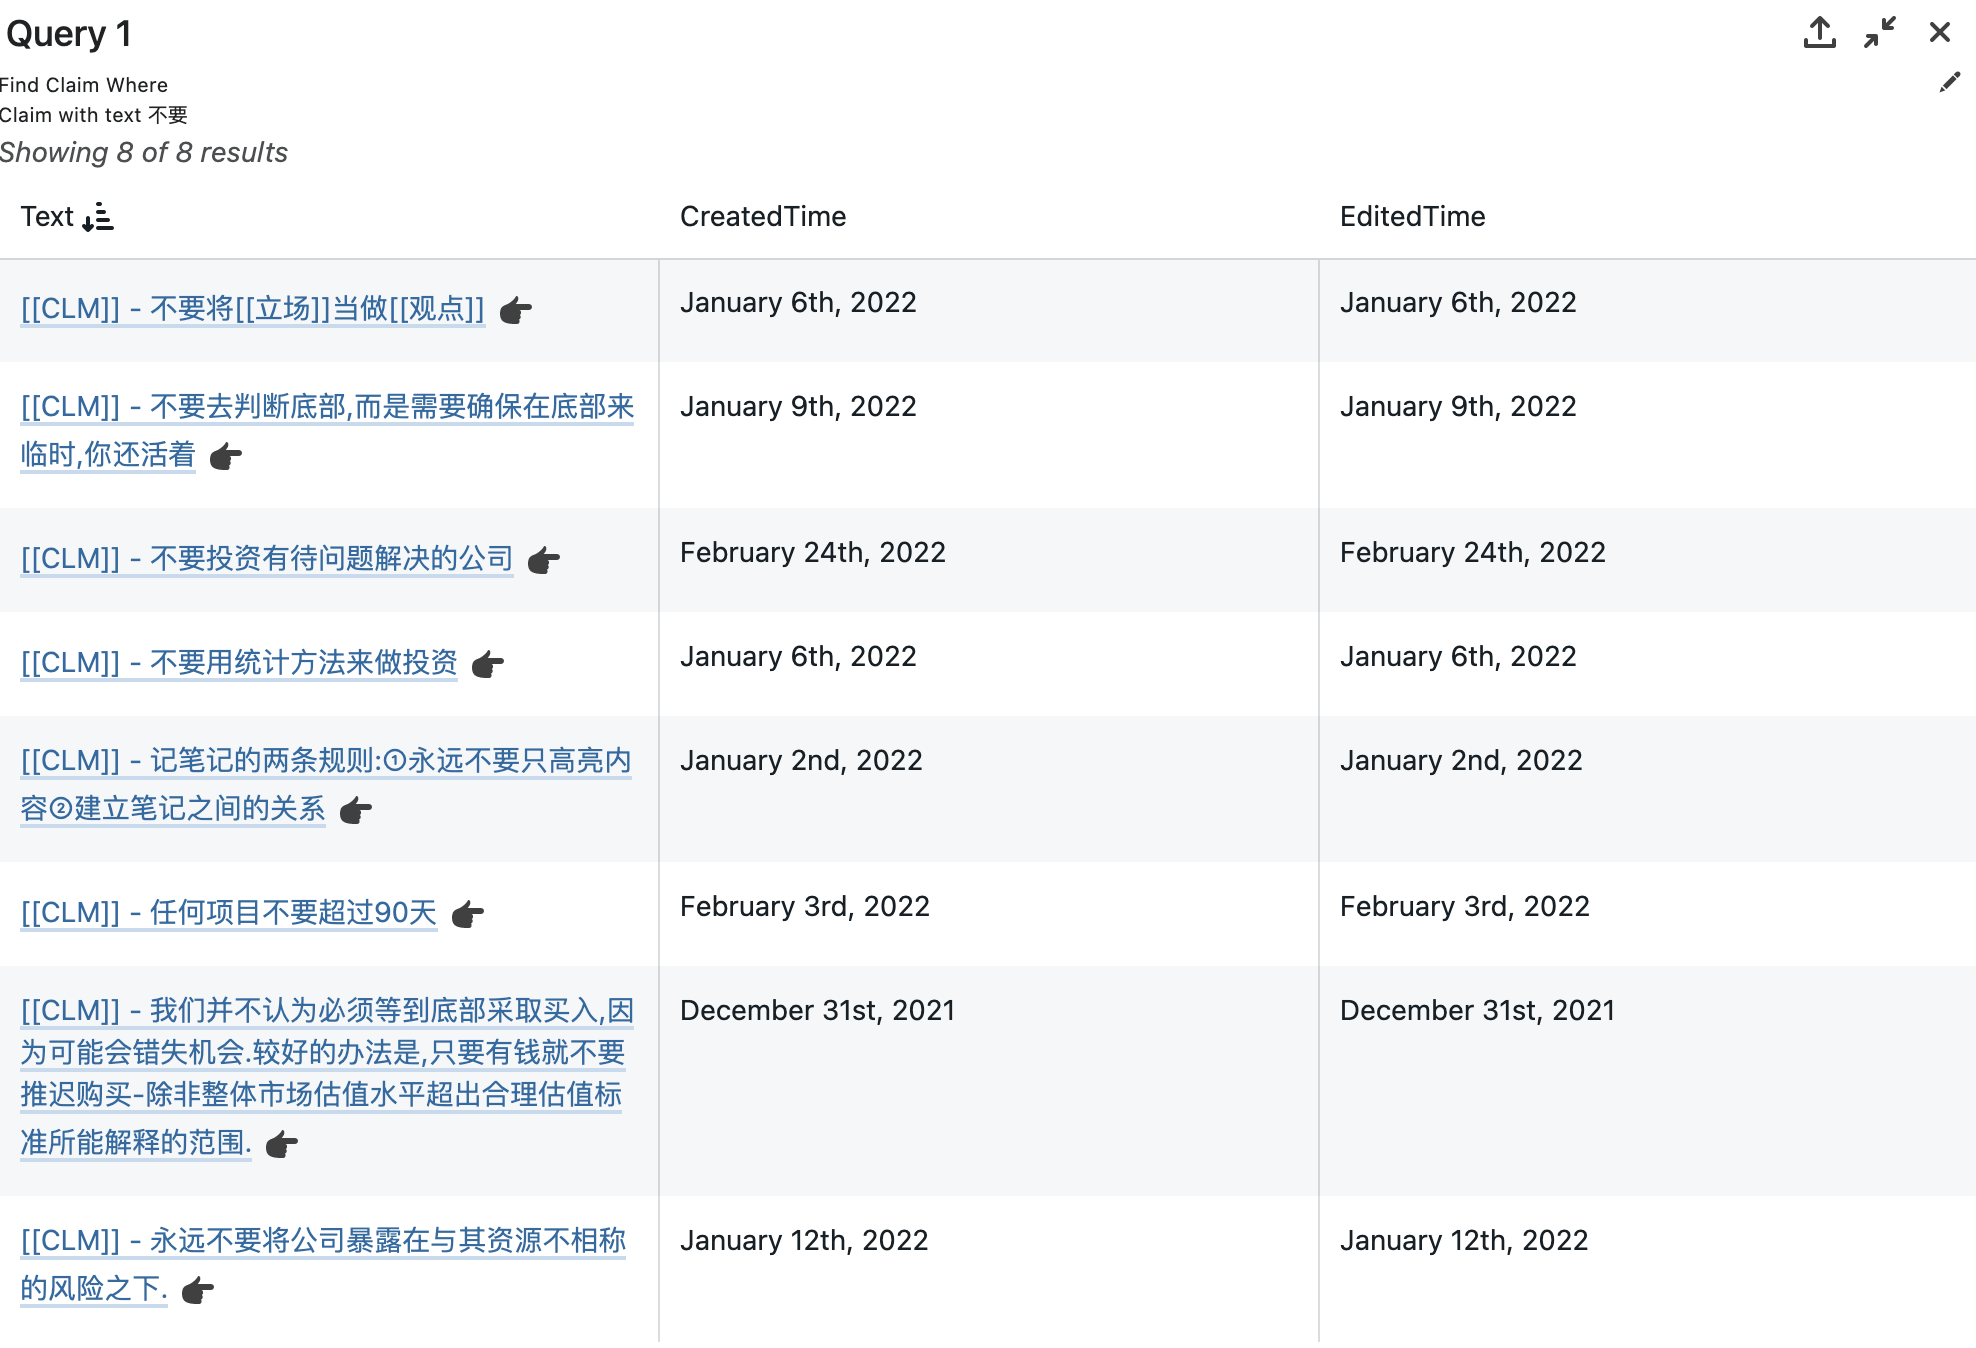 Query 1
Find Claim Where
Claim with text 不要
Showing 8 of 8 results
Text CreatedTime EditedTime
[[CLM]] - 不要将[[立场]]当做[[观点]] January 6th, 2022 January 6th, 2022
[[CLM]] - 不要去判断底部,而是需要确保在底部来 January 9th, 2022 January 9th, 2022
临时,你还活着
[[CLM]] - 不要投资有待问题解决的公司 February 24th, 2022 February 24th, 2022
[[CLM]] - 不要用统计方法来做投资 January 6th, 2022 January 6th, 2022
[[CLM]] - 记笔记的两条规则:①永远不要只高亮内 January 2nd, 2022 January 2nd, 2022
容②建立笔记之间的关系
[[CLM]] - 任何项目不要超过90天 February 3rd, 2022 February 3rd, 2022
[[CLM]] - 我们并不认为必须等到底部采取买入,因 December 31st, 2021 December 31st, 2021
为可能会错失机会.较好的办法是,只要有钱就不要
推迟购买-除非整体市场估值水平超出合理估值标
准所能解释的范围.
[[CLM]] - 永远不要将公司暴露在与其资源不相称 January 12th, 2022 January 12th, 2022
的风险之下.